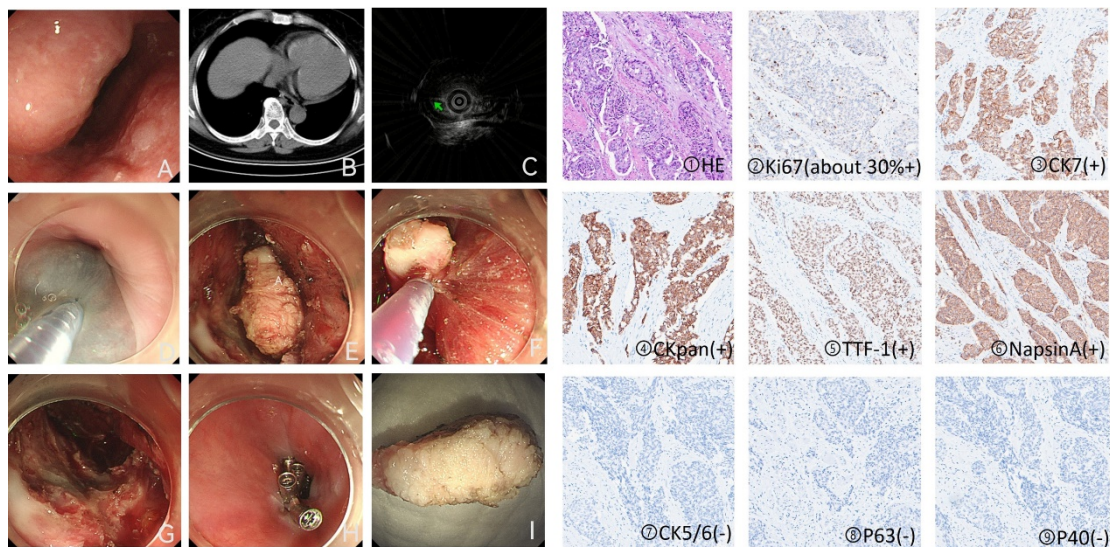 A
B
C
①HE
②Ki67(about 30%+)
③CK7(+)
D
E
F
④CKpan(+)
⑤TTF-1(+)
⑥NapsinA(+)
G
H
I
⑦CK5/6(-)
⑧P63(-)
⑨P40(-)